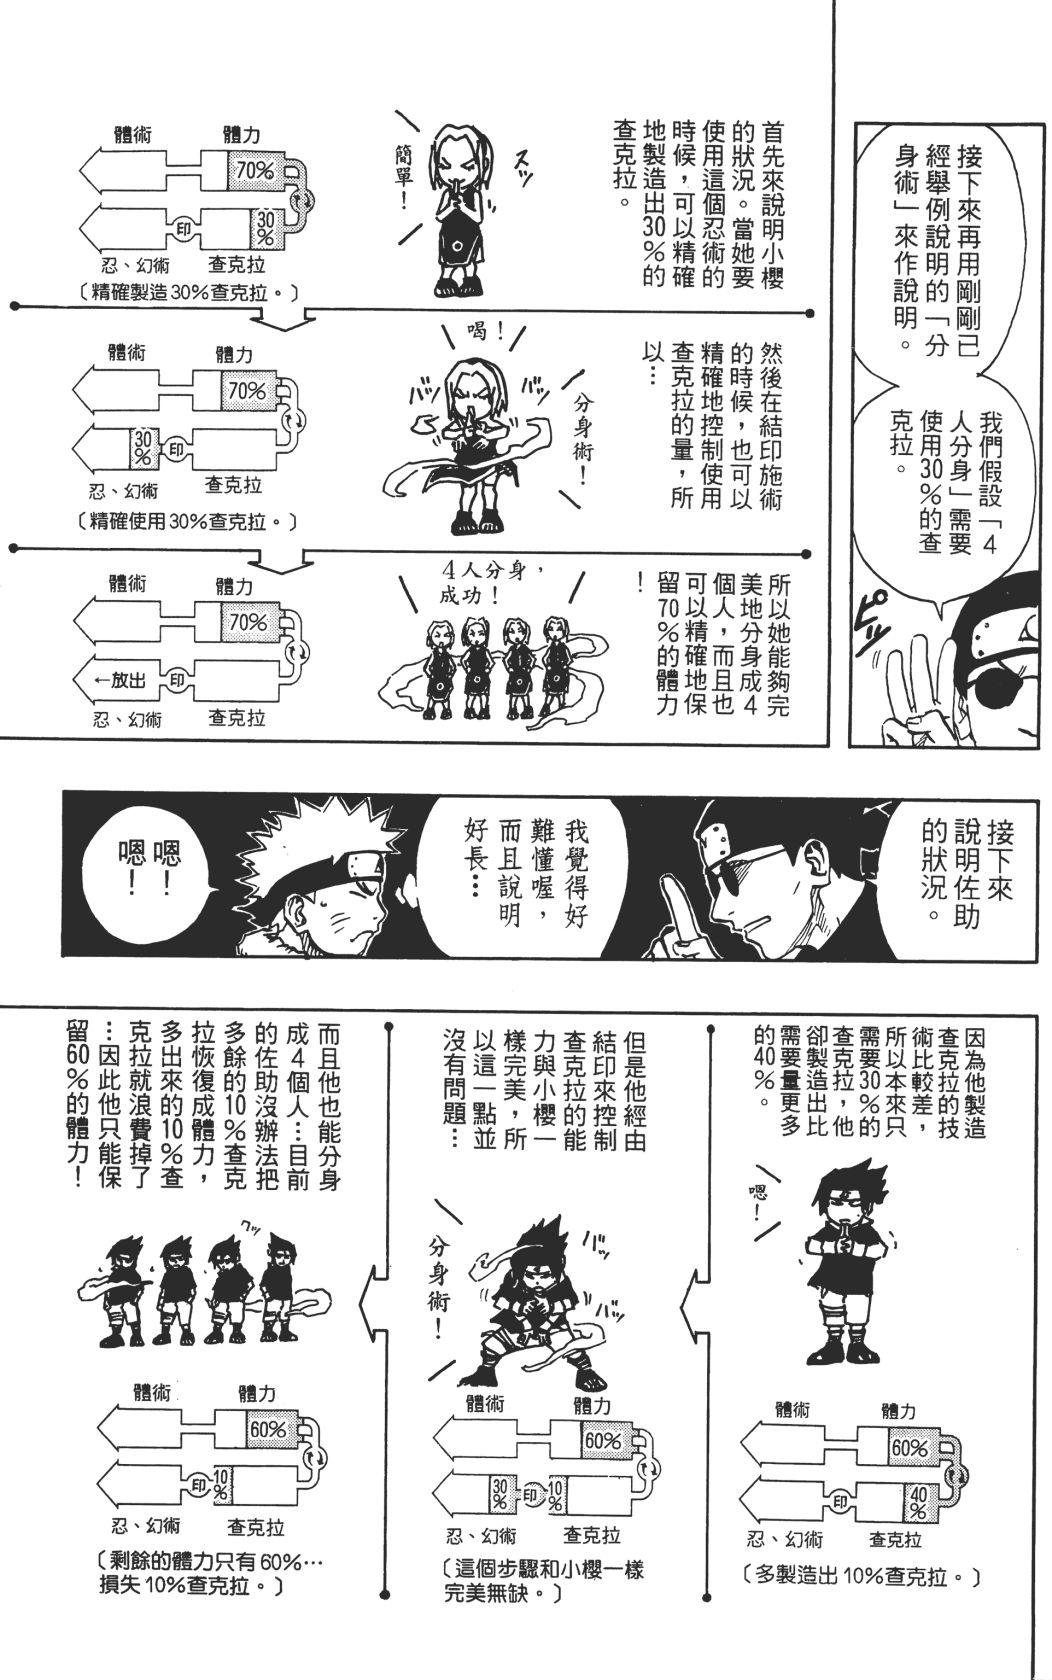 接下來再用剛剛已
經舉例說明的「分
身術」來作說明。
我們假設「4
人分身」需要
使用30%的查
克拉。
ピッ
首先來說明小櫻
的狀況。當她要
使用這個忍術的
時候，可以精確
地製造出30%的
查克拉。
スッ
簡單！
體術 體力
70%
30%
印
忍、幻術 查克拉
（精確製造30%查克拉。）
然後在結印施術
的時候，也可以
精確地控制使用
查克拉的量，所
以…
喝！
バッ
バッ
分身術！
體術 體力
70%
30%
印
忍、幻術 查克拉
（精確使用30%查克拉。）
所以她能夠完
美地分身成4
個人，而且也
可以精確地保
留70%的體力
！
4人分身，
成功！
體術 體力
70%
←放出 印
忍、幻術 查克拉
接下來
說明佐助
的狀況。
我覺得好
難懂喔，
而且說明
好長…
嗯！
嗯！
因為他製造
查克拉的技
術比較差，
所以本來只
需要30%的
查克拉，他
卻製造出比
需要量更多
的40%。
嗯！
體術 體力
60%
印 40%
忍、幻術 查克拉
（多製造出10%查克拉。）
但是他經由
結印來控制
查克拉的能
力與小櫻一
樣完美，所
以這一點並
沒有問題…
バッ
バッ
分身術！
體術 體力
60%
30% 印 10%
忍、幻術 查克拉
（這個步驟和小櫻一樣
完美無缺。）
而且他也能分身
成4個人…目前
的佐助沒辦法把
多餘的10%查克
拉恢復成體力，
多出來的10%查
克拉就浪費掉了
…因此他只能保
留60%的體力！
クッ
體術 體力
60%
印 10%
忍、幻術 查克拉
（剩餘的體力只有60%…
損失10%查克拉。）